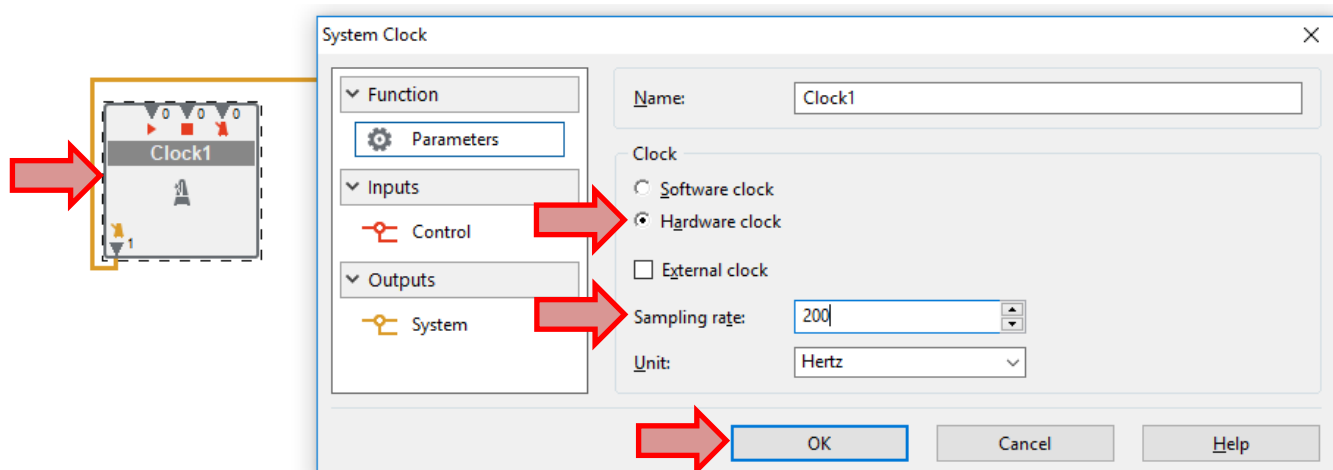 System Clock
0 0 0
Clock1
1
Function
Parameters
Inputs
Control
Outputs
System
Name: Clock1
Clock
Software clock
Hardware clock
External clock
Sampling rate: 200
Unit: Hertz
OK Cancel Help